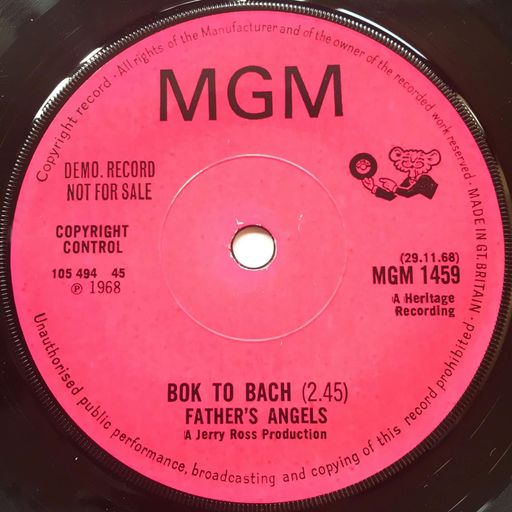 Copyright record · All rights of the Manufacturer and of the owner of the recorded work reserved · MADE IN GT. BRITAIN ·
MGM
DEMO. RECORD
NOT FOR SALE
COPYRIGHT
CONTROL
105 494 45
℗ 1968
(29.11.68)
MGM 1459
A Heritage
Recording
BOK TO BACH (2.45)
FATHER'S ANGELS
A Jerry Ross Production
Unauthorised public performance, broadcasting and copying of this record prohibited ·